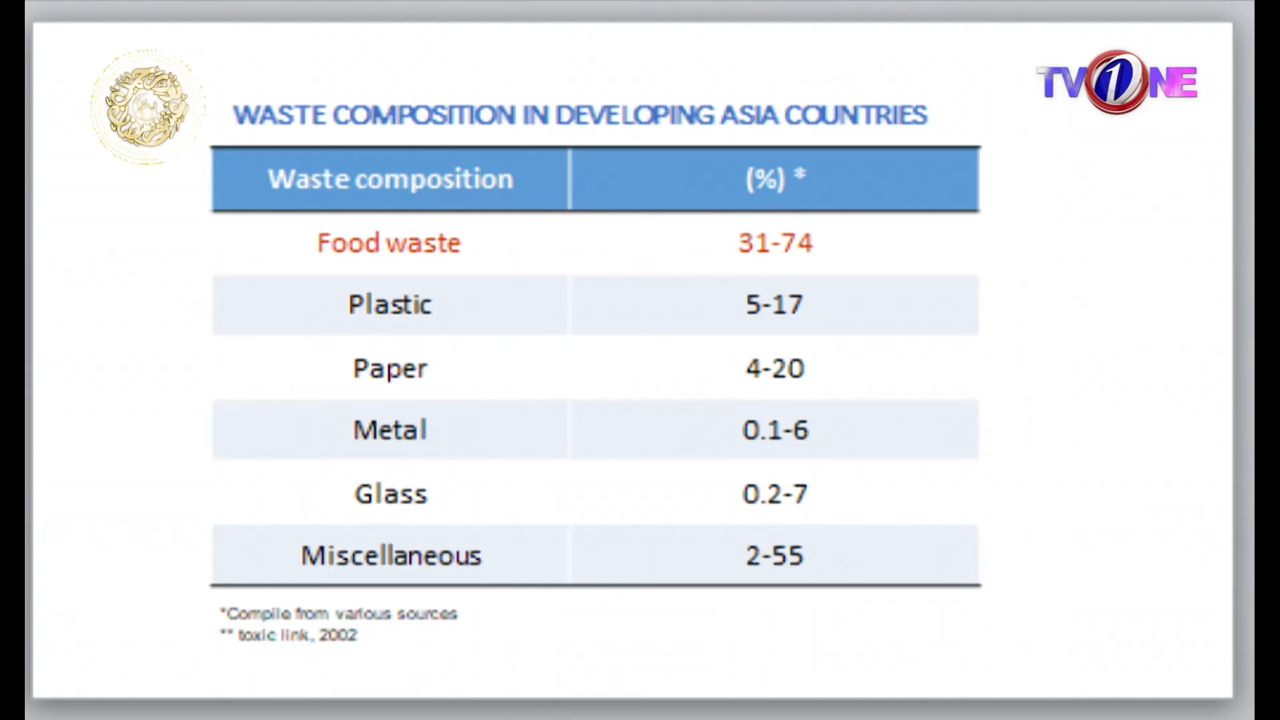 TV1NE
WASTE COMPOSITION IN DEVELOPING ASIA COUNTRIES
Waste composition (%) *
Food waste 31-74
Plastic 5-17
Paper 4-20
Metal 0.1-6
Glass 0.2-7
Miscellaneous 2-55
*Compile from various sources
** toxic link, 2002